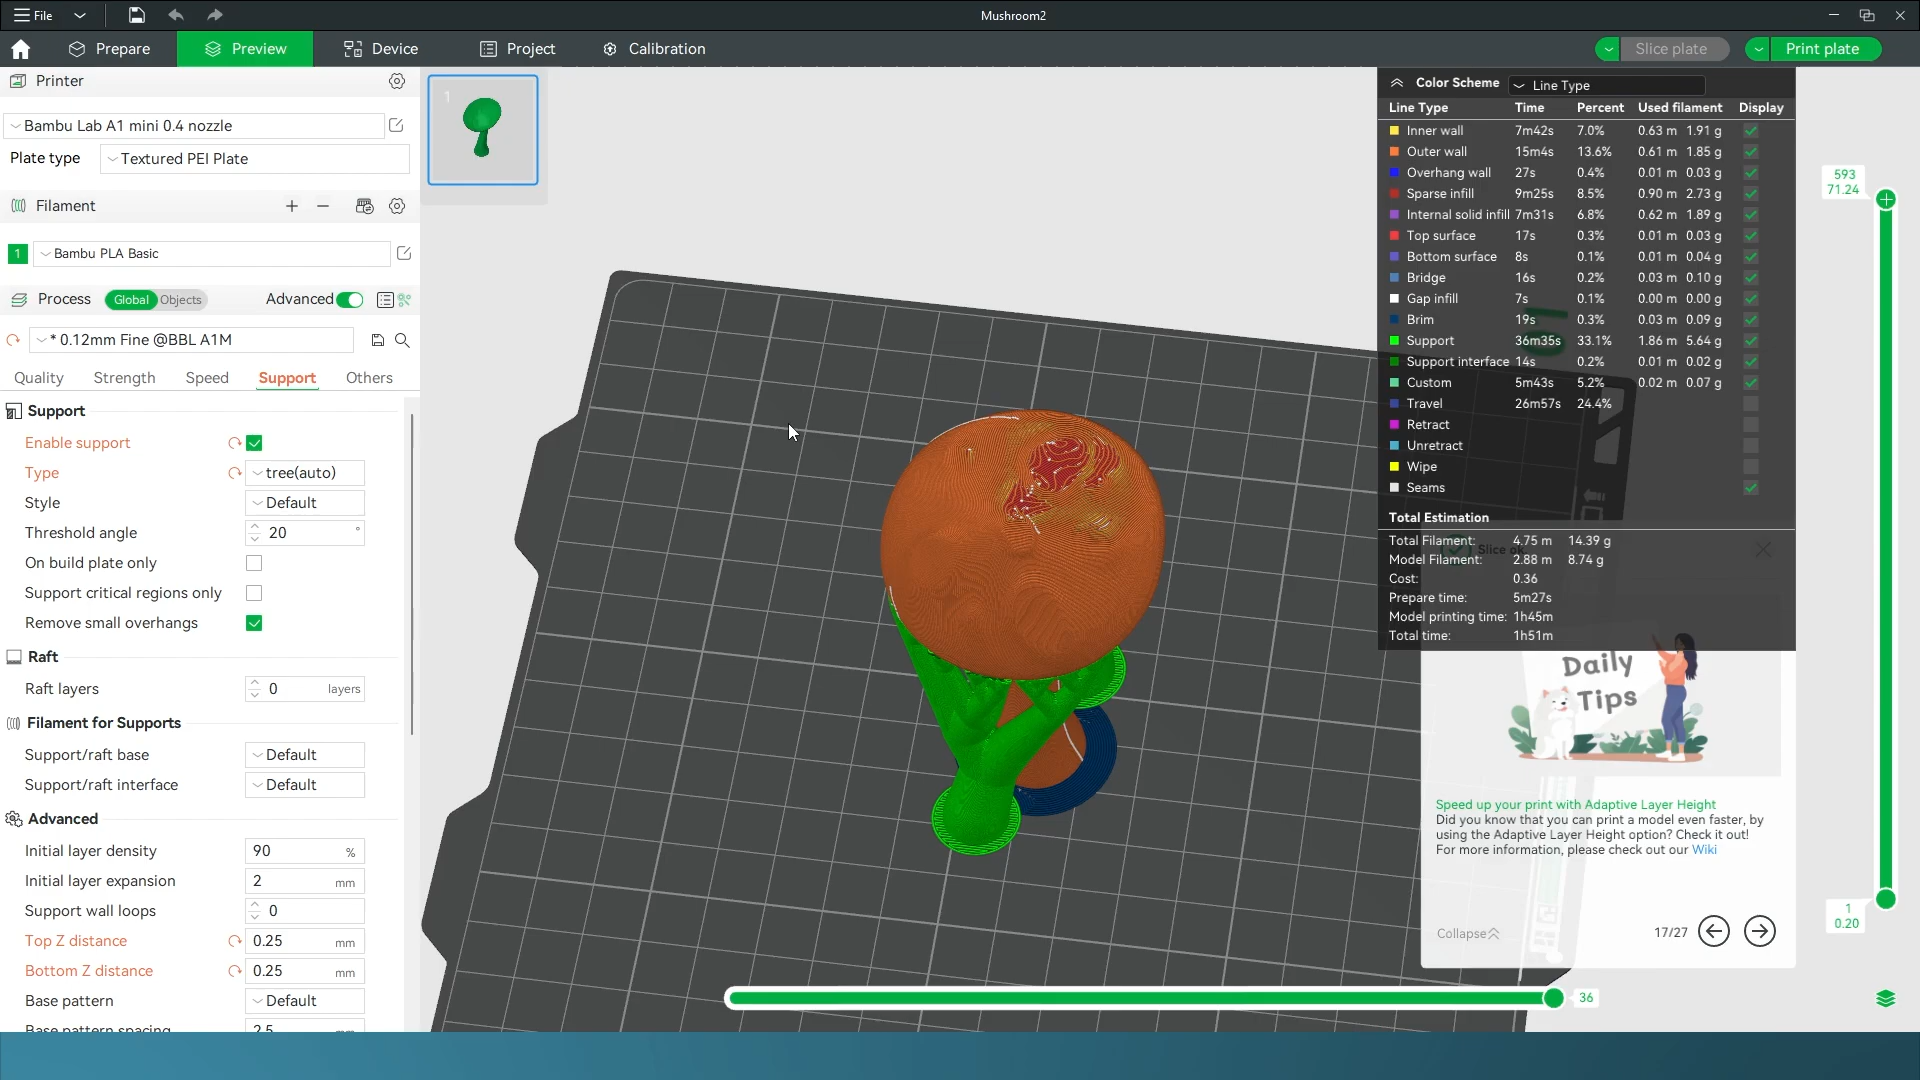 File
Mushroom2
Prepare
Preview
Device
Project
Calibration
Slice plate
Print plate
Printer
Bambu Lab A1 mini 0.4 nozzle
Plate type
Textured PEI Plate
Filament
1
Bambu PLA Basic
Process
Global
Objects
Advanced
* 0.12mm Fine @BBL A1M
Quality
Strength
Speed
Support
Others
Support
Enable support
Type
tree(auto)
Style
Default
Threshold angle
20 °
On build plate only
Support critical regions only
Remove small overhangs
Raft
Raft layers
0 layers
Filament for Supports
Support/raft base
Default
Support/raft interface
Default
Advanced
Initial layer density
90 %
Initial layer expansion
2 mm
Support wall loops
0
Top Z distance
0.25 mm
Bottom Z distance
0.25 mm
Base pattern
Default
Base pattern spacing
2.5 mm
1
Color Scheme
Line Type
Line Type Time Percent Used filament Display
Inner wall 7m42s 7.0% 0.63 m 1.91 g
Outer wall 15m4s 13.6% 0.61 m 1.85 g
Overhang wall 27s 0.4% 0.01 m 0.03 g
Sparse infill 9m25s 8.5% 0.90 m 2.73 g
Internal solid infill 7m31s 6.8% 0.62 m 1.89 g
Top surface 17s 0.3% 0.01 m 0.03 g
Bottom surface 8s 0.1% 0.01 m 0.04 g
Bridge 16s 0.2% 0.03 m 0.10 g
Gap infill 7s 0.1% 0.00 m 0.00 g
Brim 19s 0.3% 0.03 m 0.09 g
Support 36m35s 33.1% 1.86 m 5.64 g
Support interface 14s 0.2% 0.01 m 0.02 g
Custom 5m43s 5.2% 0.02 m 0.07 g
Travel 26m57s 24.4%
Retract
Unretract
Wipe
Seams
Total Estimation
Total Filament: 4.75 m 14.39 g
Model Filament: 2.88 m 8.74 g
Cost: 0.36
Prepare time: 5m27s
Model printing time: 1h45m
Total time: 1h51m
Slice ok
Daily
Tips
Speed up your print with Adaptive Layer Height
Did you know that you can print a model even faster, by
using the Adaptive Layer Height option? Check it out!
For more information, please check out our Wiki
Collapse
17/27
593
71.24
1
0.20
36